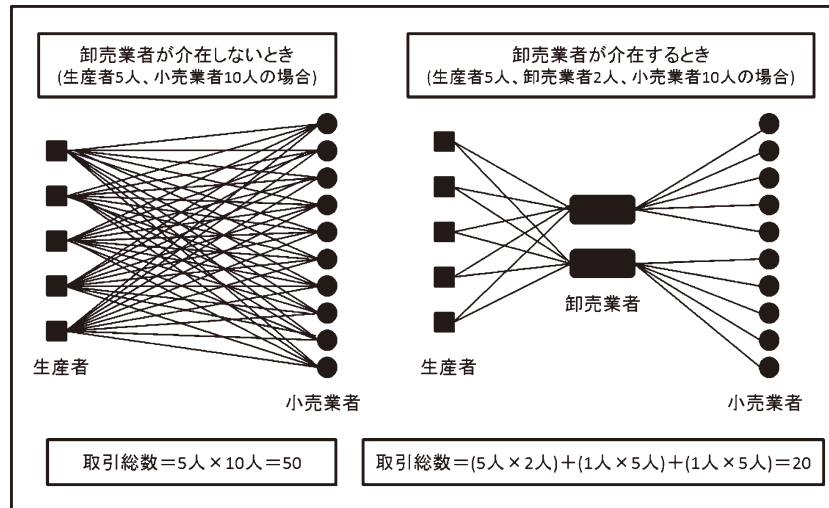 卸売業者が介在しないとき
(生産者5人、小売業者10人の場合)
生産者
小売業者
取引総数=5人×10人=50
卸売業者が介在するとき
(生産者5人、卸売業者2人、小売業者10人の場合)
卸売業者
生産者
小売業者
取引総数=(5人×2人)+(1人×5人)+(1人×5人)=20